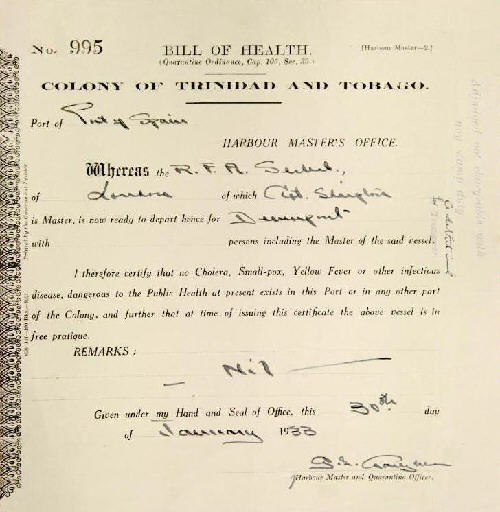 No. 995
BILL OF HEALTH.
[Harbour Master—2.]
(Quarantine Ordinance, Cap. 105, Sec. 35.)
COLONY OF TRINIDAD AND TOBAGO.
Port of Port of Spain
HARBOUR MASTER'S OFFICE.
Whereas the R. F. A.
of London of which Capt.
is Master, is now ready to depart hence for Devonport
with persons including the Master of the said vessel.
I therefore certify that no Cholera, Small-pox, Yellow Fever or other infectious
disease, dangerous to the Public Health at present exists in this Port or in any other part
of the Colony, and further that at time of issuing this certificate the above vessel is in
free pratique.
REMARKS :
— Nil —
Given under my Hand and Seal of Office, this 30th day
of January 1933
Harbour Master and Quarantine Officer.